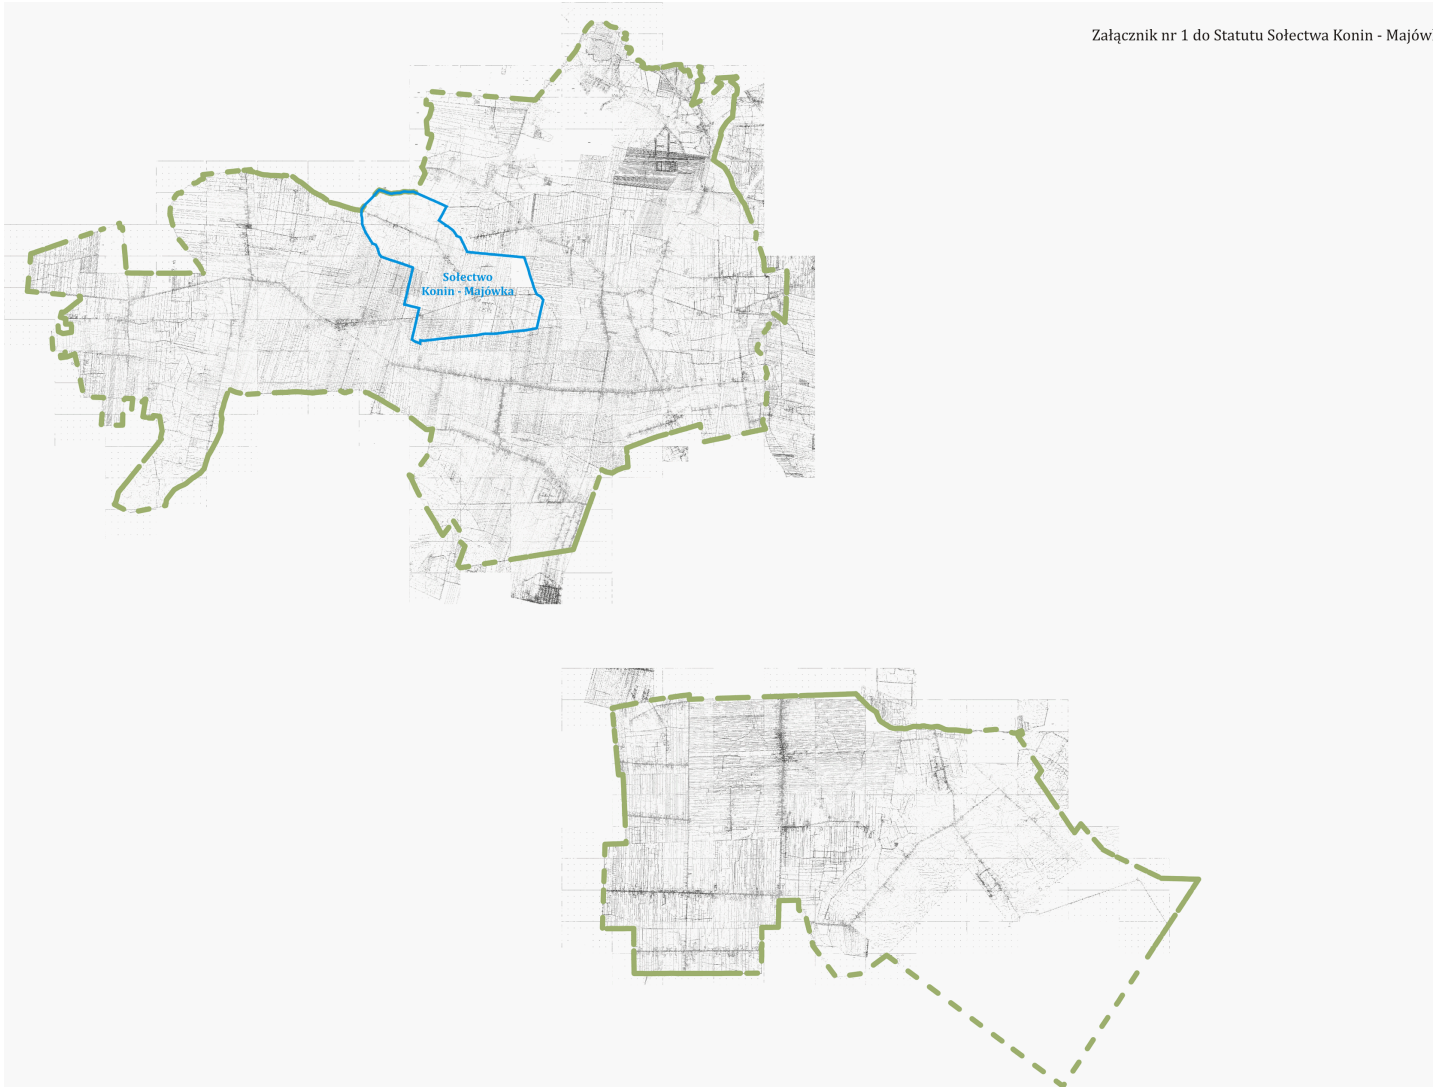 Załącznik nr 1 do Statutu Sołectwa Konin - Majów
Sołectwo
Konin - Majówka